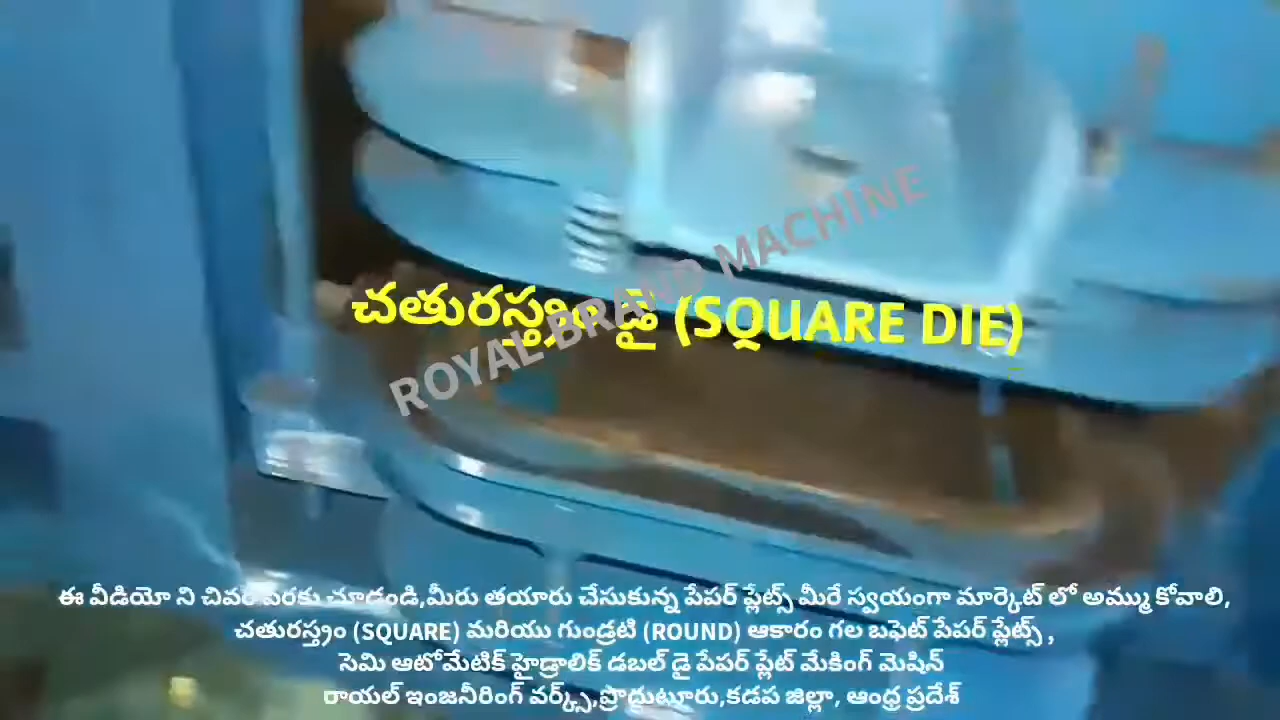 చతురస్త్రం డై (SQUARE DIE)
ROYAL BRAND MACHINE
ఈ వీడియో ని చివరి వరకు చూడండి,మీరు తయారు చేసుకున్న పేపర్ ప్లేట్స్ మీరే స్వయంగా మార్కెట్ లో అమ్ము కోవాలి,
చతురస్త్రం (SQUARE) మరియు గుండ్రటి (ROUND) ఆకారం గల బఫెట్ పేపర్ ప్లేట్స్ ,
సెమి ఆటోమేటిక్ హైడ్రాలిక్ డబల్ డై పేపర్ ప్లేట్ మేకింగ్ మెషిన్
రాయల్ ఇంజనీరింగ్ వర్క్స్,ప్రొద్దుటూరు,కడప జిల్లా, ఆంధ్ర ప్రదేశ్